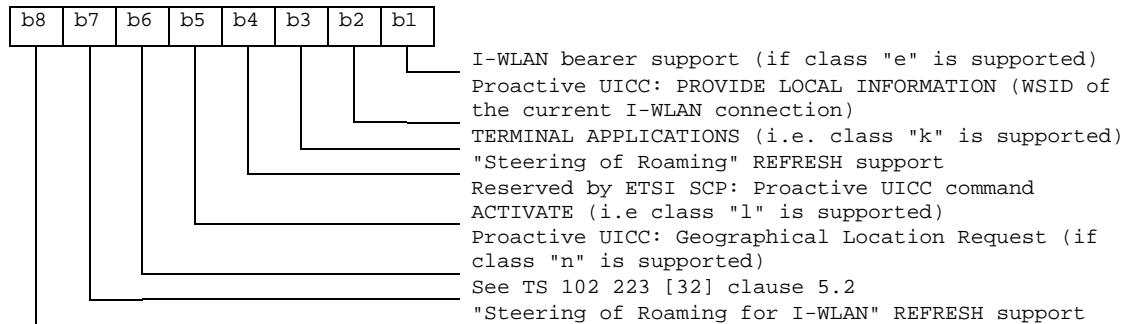 b8 b7 b6 b5 b4 b3 b2 b1
I-WLAN bearer support (if class "e" is supported)
Proactive UICC: PROVIDE LOCAL INFORMATION (WSID of
the current I-WLAN connection)
TERMINAL APPLICATIONS (i.e. class "k" is supported)
"Steering of Roaming" REFRESH support
Reserved by ETSI SCP: Proactive UICC command
ACTIVATE (i.e class "l" is supported)
Proactive UICC: Geographical Location Request (if
class "n" is supported)
See TS 102 223 [32] clause 5.2
"Steering of Roaming for I-WLAN" REFRESH support